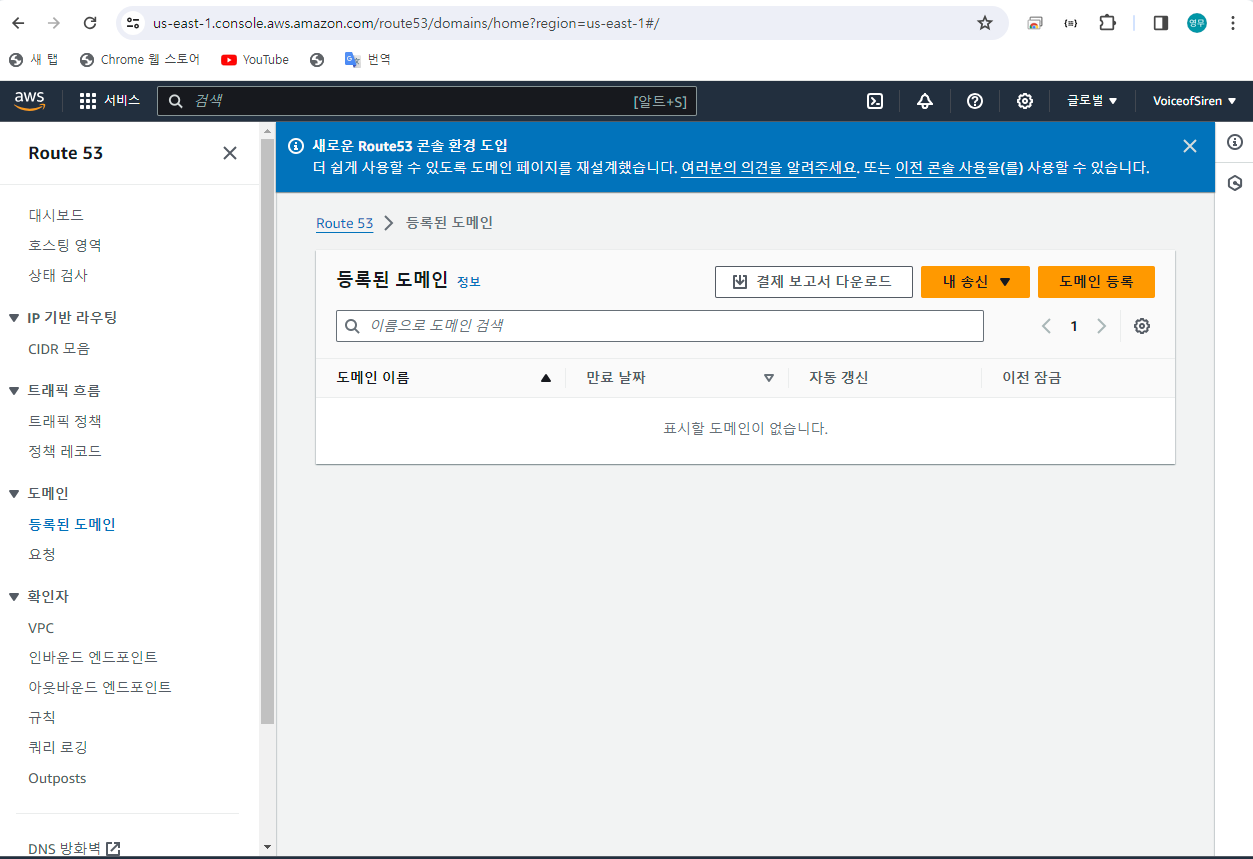 us-east-1.console.aws.amazon.com/route53/domains/home?region=us-east-1#/
영무
새 탭
Chrome 웹 스토어
YouTube
번역
aws
서비스
검색
[알트+S]
글로벌
VoiceofSiren
Route 53
대시보드
호스팅 영역
상태 검사
IP 기반 라우팅
CIDR 모음
트래픽 흐름
트래픽 정책
정책 레코드
도메인
등록된 도메인
요청
확인자
VPC
인바운드 엔드포인트
아웃바운드 엔드포인트
규칙
쿼리 로깅
Outposts
DNS 방화벽
새로운 Route53 콘솔 환경 도입
더 쉽게 사용할 수 있도록 도메인 페이지를 재설계했습니다. 여러분의 의견을 알려주세요. 또는 이전 콘솔 사용을(를) 사용할 수 있습니다.
Route 53 > 등록된 도메인
등록된 도메인 정보
결제 보고서 다운로드
내 송신
도메인 등록
이름으로 도메인 검색
1
도메인 이름
만료 날짜
자동 갱신
이전 잠금
표시할 도메인이 없습니다.